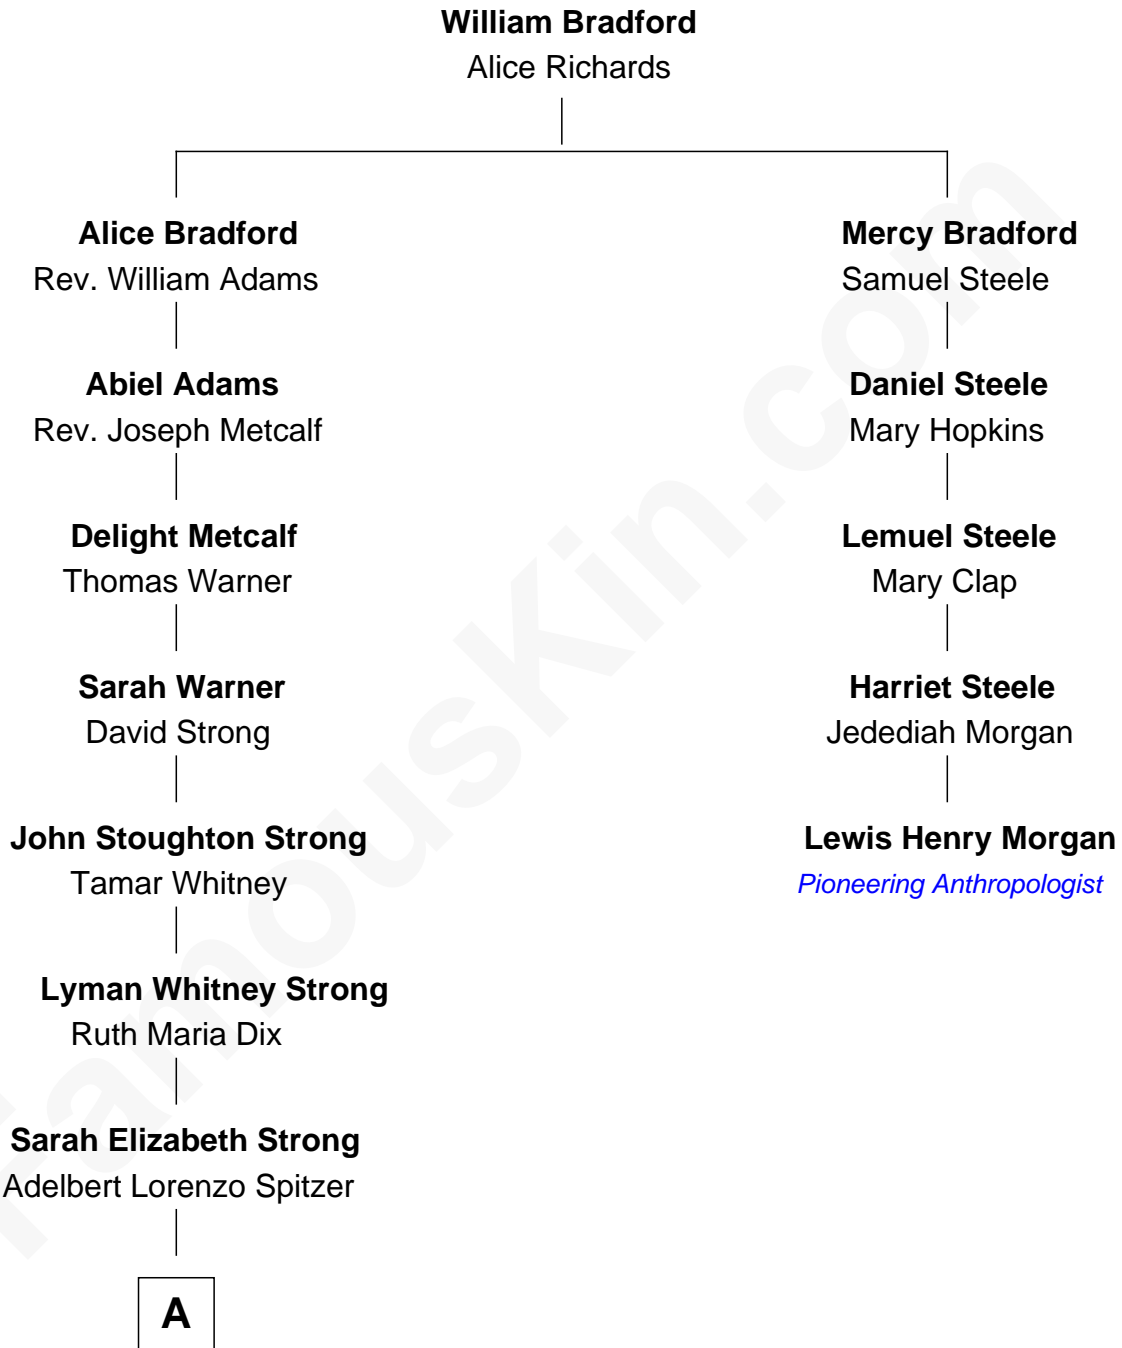 William Bradford
Alice Richards
Alice Bradford
Rev. William Adams
Mercy Bradford
Samuel Steele
Abiel Adams
Rev. Joseph Metcalf
Daniel Steele
Mary Hopkins
Delight Metcalf
Thomas Warner
Lemuel Steele
Mary Clap
Sarah Warner
David Strong
Harriet Steele
Jedediah Morgan
John Stoughton Strong
Tamar Whitney
Lewis Henry Morgan
Pioneering Anthropologist
Lyman Whitney Strong
Ruth Maria Dix
Sarah Elizabeth Strong
Adelbert Lorenzo Spitzer
A
FamousKin.com